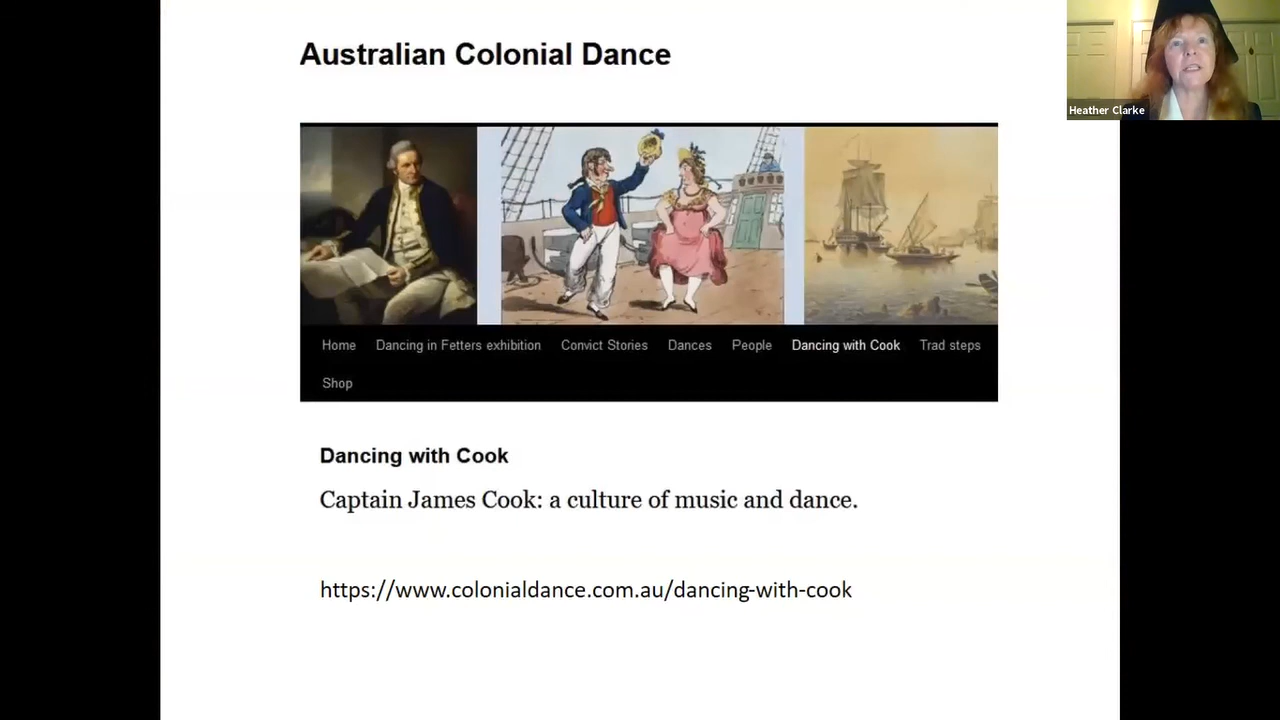 Australian Colonial Dance
Heather Clarke
Home Dancing in Fetters exhibition Convict Stories Dances People Dancing with Cook Trad steps
Shop
Dancing with Cook
Captain James Cook: a culture of music and dance.
https://www.colonialdance.com.au/dancing-with-cook